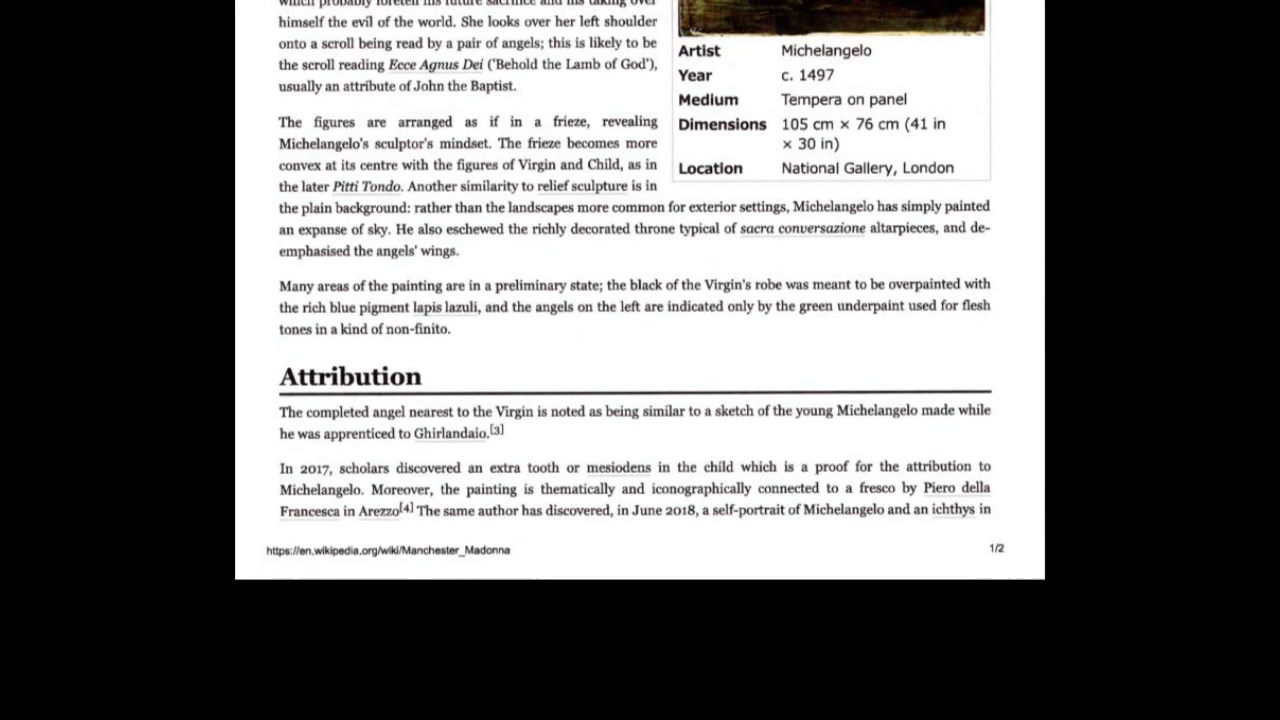 which probably foretell his future sacrifice and his taking over
himself the evil of the world. She looks over her left shoulder
onto a scroll being read by a pair of angels; this is likely to be
the scroll reading Ecce Agnus Dei ('Behold the Lamb of God'),
usually an attribute of John the Baptist.
The figures are arranged as if in a frieze, revealing
Michelangelo's sculptor's mindset. The frieze becomes more
convex at its centre with the figures of Virgin and Child, as in
the later Pitti Tondo. Another similarity to relief sculpture is in
the plain background: rather than the landscapes more common for exterior settings, Michelangelo has simply painted
an expanse of sky. He also eschewed the richly decorated throne typical of sacra conversazione altarpieces, and de-
emphasised the angels' wings.
Artist Michelangelo
Year c. 1497
Medium Tempera on panel
Dimensions 105 cm × 76 cm (41 in
× 30 in)
Location National Gallery, London
Many areas of the painting are in a preliminary state; the black of the Virgin's robe was meant to be overpainted with
the rich blue pigment lapis lazuli, and the angels on the left are indicated only by the green underpaint used for flesh
tones in a kind of non-finito.
Attribution
The completed angel nearest to the Virgin is noted as being similar to a sketch of the young Michelangelo made while
he was apprenticed to Ghirlandaio.[3]
In 2017, scholars discovered an extra tooth or mesiodens in the child which is a proof for the attribution to
Michelangelo. Moreover, the painting is thematically and iconographically connected to a fresco by Piero della
Francesca in Arezzo[4] The same author has discovered, in June 2018, a self-portrait of Michelangelo and an ichthys in
https://en.wikipedia.org/wiki/Manchester_Madonna 1/2